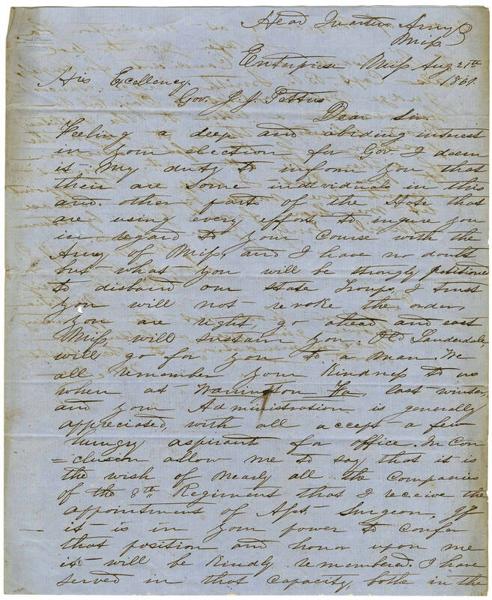 Head Quarters Army
Miss
Enterprise Miss Aug 21st
1861.
His Excellency.
Gov. J. J. Pettus
Dear Sir.
Feeling a deep and abiding interest
in your election for Gov. I deem
it My duty to inform you that
their are some individuals in this
and other parts of the State that
are using every effort to injure you
in regard to your course with the
Army of Miss, and I have no doubt
but what you will be strongly petitioned
to disband our State Troops, I trust
you will not revoke the order,
you are right go ahead and east
Miss will sustain you. Old Lauderdale
will go for you to a man. We
all remember your kindness to us
when at Warrington Fa last winter
and your Administration is generally
appreciated with all accept a few
hungry aspirants for office. In Con
=clusion allow me to say that it is
the wish of nearly all the Companies
of the 8th Regiment that I receive the
appointment of Ast Surgeon, If
it is in your power to confer
that position and honor upon me
it will be kindly remembered. I have
served in that capacity, both in the